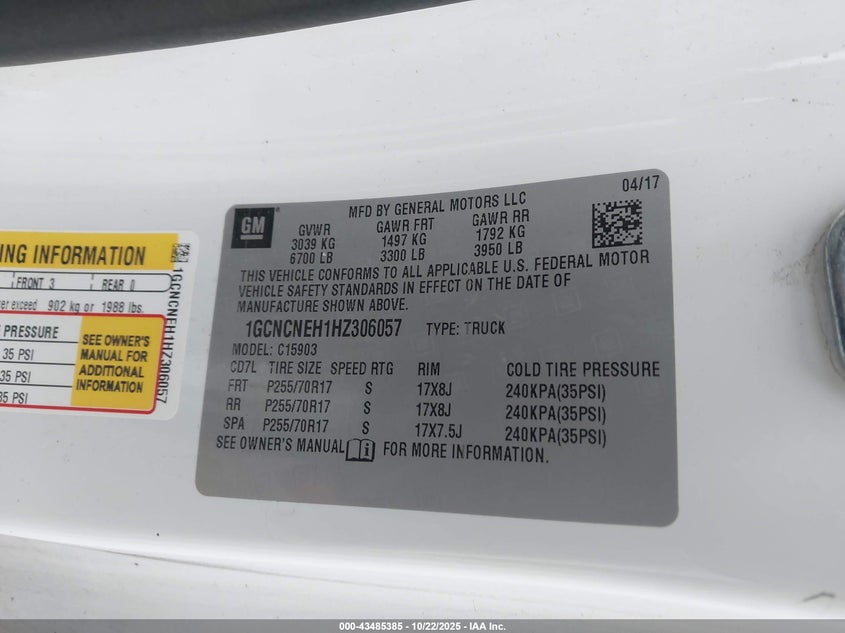 04/17
MFD BY GENERAL MOTORS LLC
GM
GVWR GAWR FRT GAWR RR
3039 KG 1497 KG 1792 KG
6700 LB 3300 LB 3950 LB
THIS VEHICLE CONFORMS TO ALL APPLICABLE U.S. FEDERAL MOTOR
VEHICLE SAFETY STANDARDS IN EFFECT ON THE DATE OF
MANUFACTURE SHOWN ABOVE.
1GCNCNEH1HZ306057 TYPE: TRUCK
MODEL: C15903
CD7L TIRE SIZE SPEED RTG RIM COLD TIRE PRESSURE
FRT P255/70R17 S 17X8J 240KPA(35PSI)
RR P255/70R17 S 17X8J 240KPA(35PSI)
SPA P255/70R17 S 17X7.5J 240KPA(35PSI)
SEE OWNER'S MANUAL FOR MORE INFORMATION.
ING INFORMATION
FRONT 3 REAR 0
exceed 902 kg or 1988 lbs.
PRESSURE
35 PSI
35 PSI
35 PSI
SEE OWNER'S
MANUAL FOR
ADDITIONAL
INFORMATION
1GCNCNEH1HZ306057
000-43485385 - 10/22/2025 - IAA Inc.